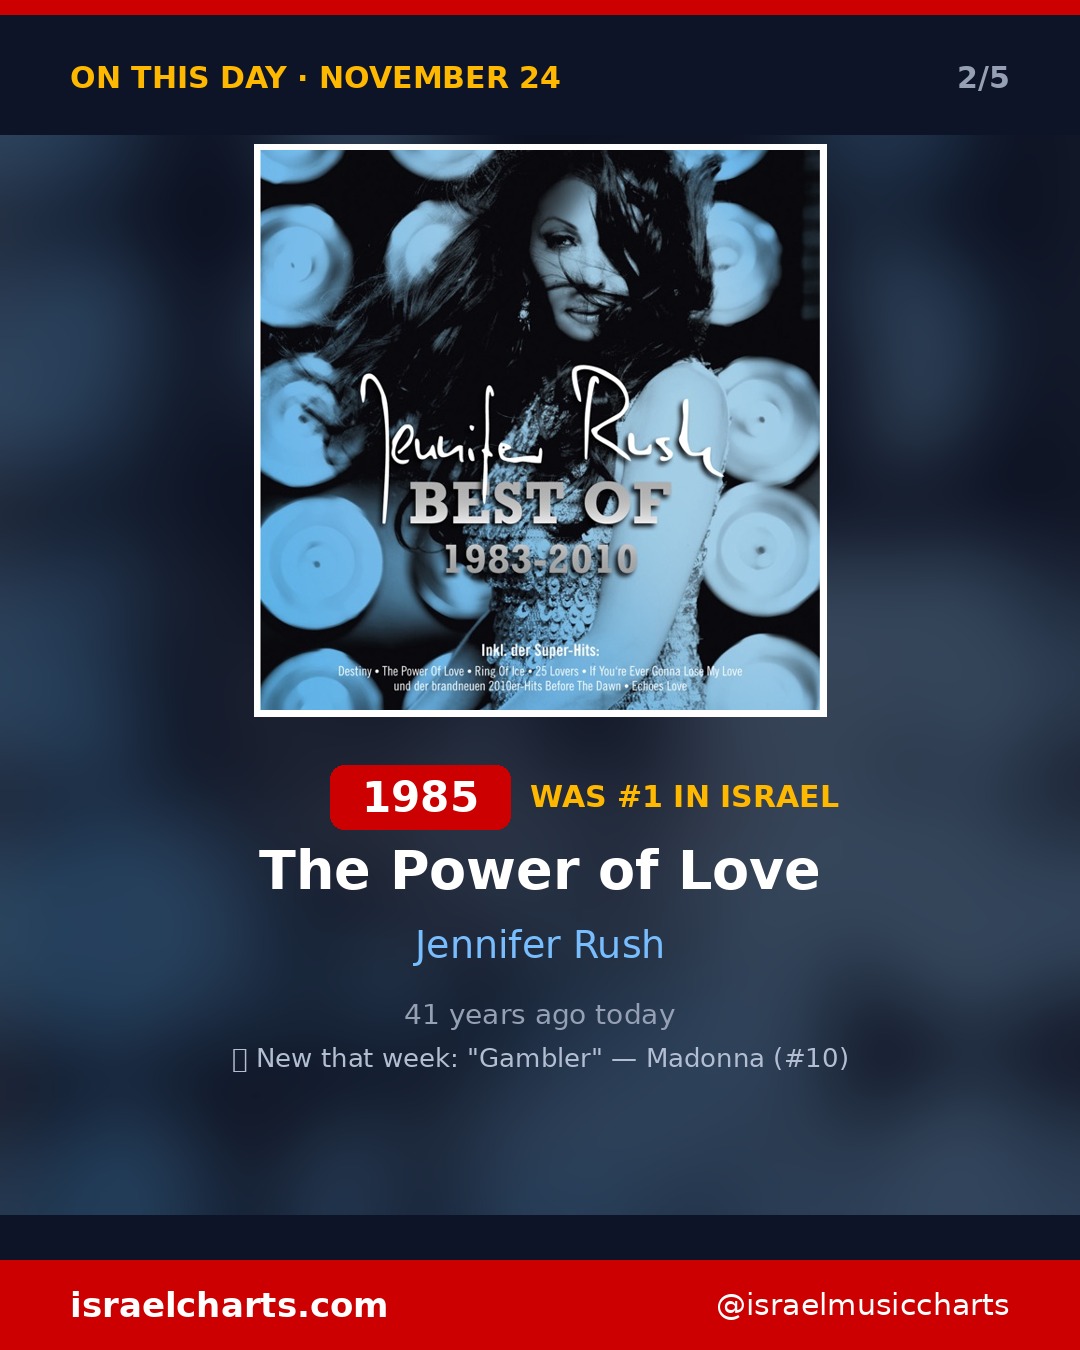 ON THIS DAY · NOVEMBER 24
2/5
Jennifer Rush
BEST OF
1983-2010
Inkl. der Super-Hits:
Destiny • The Power Of Love • Ring Of Ice • 25 Lovers • If You're Ever Gonna Lose My Love
und der brandneuen 2010er-Hits Before The Dawn • Echoes Love
1985 WAS #1 IN ISRAEL
The Power of Love
Jennifer Rush
41 years ago today
New that week: "Gambler" — Madonna (#10)
israelcharts.com
@israelmusiccharts